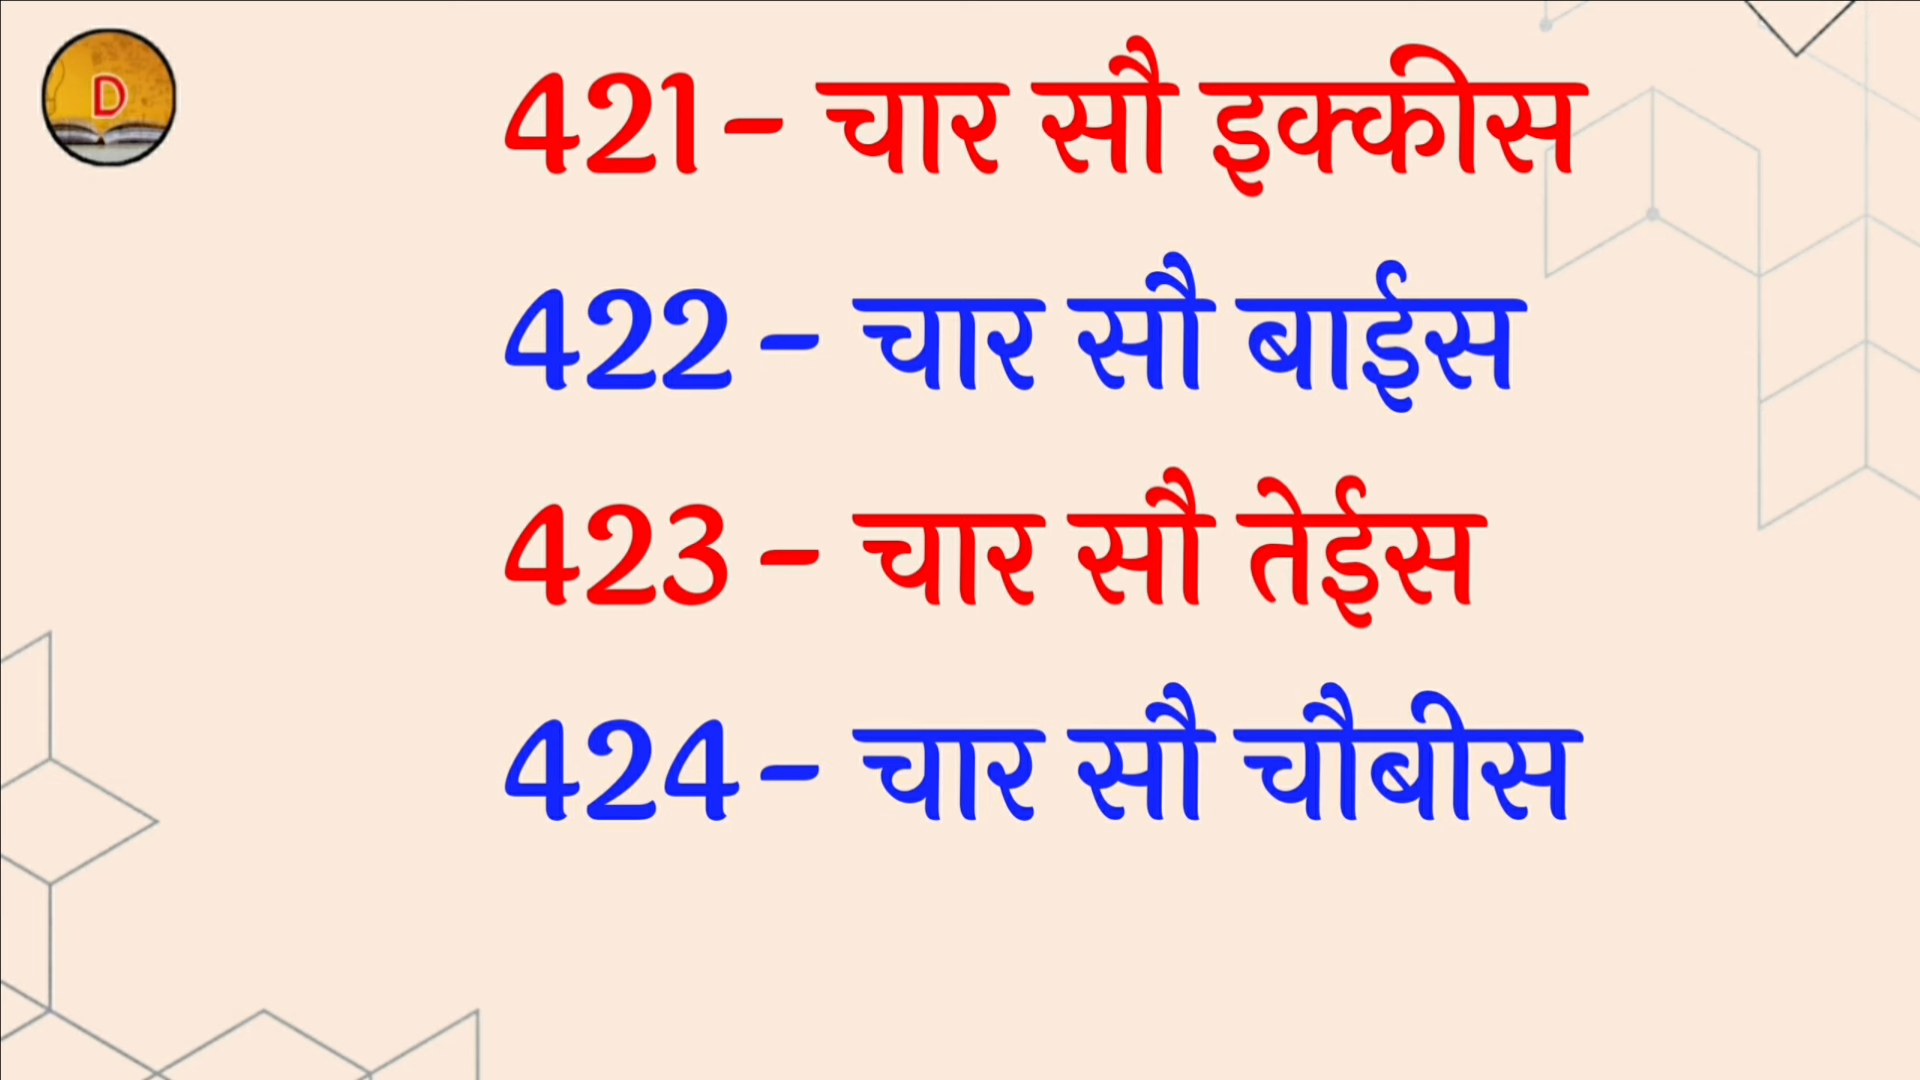 D
421- चार सौ इक्कीस
422- चार सौ बाईस
423- चार सौ तेईस
424- चार सौ चौबीस